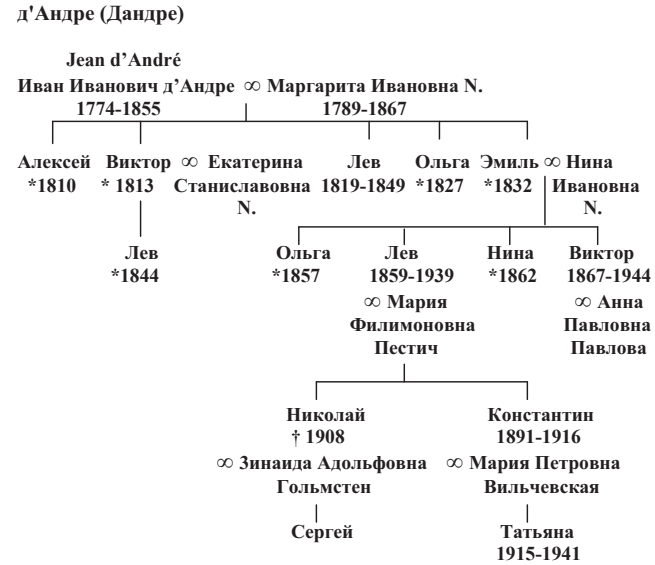 д'Андре (Дандре)
Jean d’André
Иван Иванович д’Андре ∞ Маргарита Ивановна N.
1774-1855 1789-1867
Алексей Виктор ∞ Екатерина Лев Ольга Эмиль ∞ Нина
*1810 * 1813 Станиславовна 1819-1849 *1827 *1832 Ивановна
N. N.
Лев Ольга Лев Нина Виктор
*1844 *1857 1859-1939 *1862 1867-1944
∞ Мария ∞ Анна
Филимоновна Павловна
Пестич Павлова
Николай Константин
† 1908 1891-1916
∞ Зинаида Адольфовна ∞ Мария Петровна
Гольмстен Вильчевская
Сергей Татьяна
1915-1941